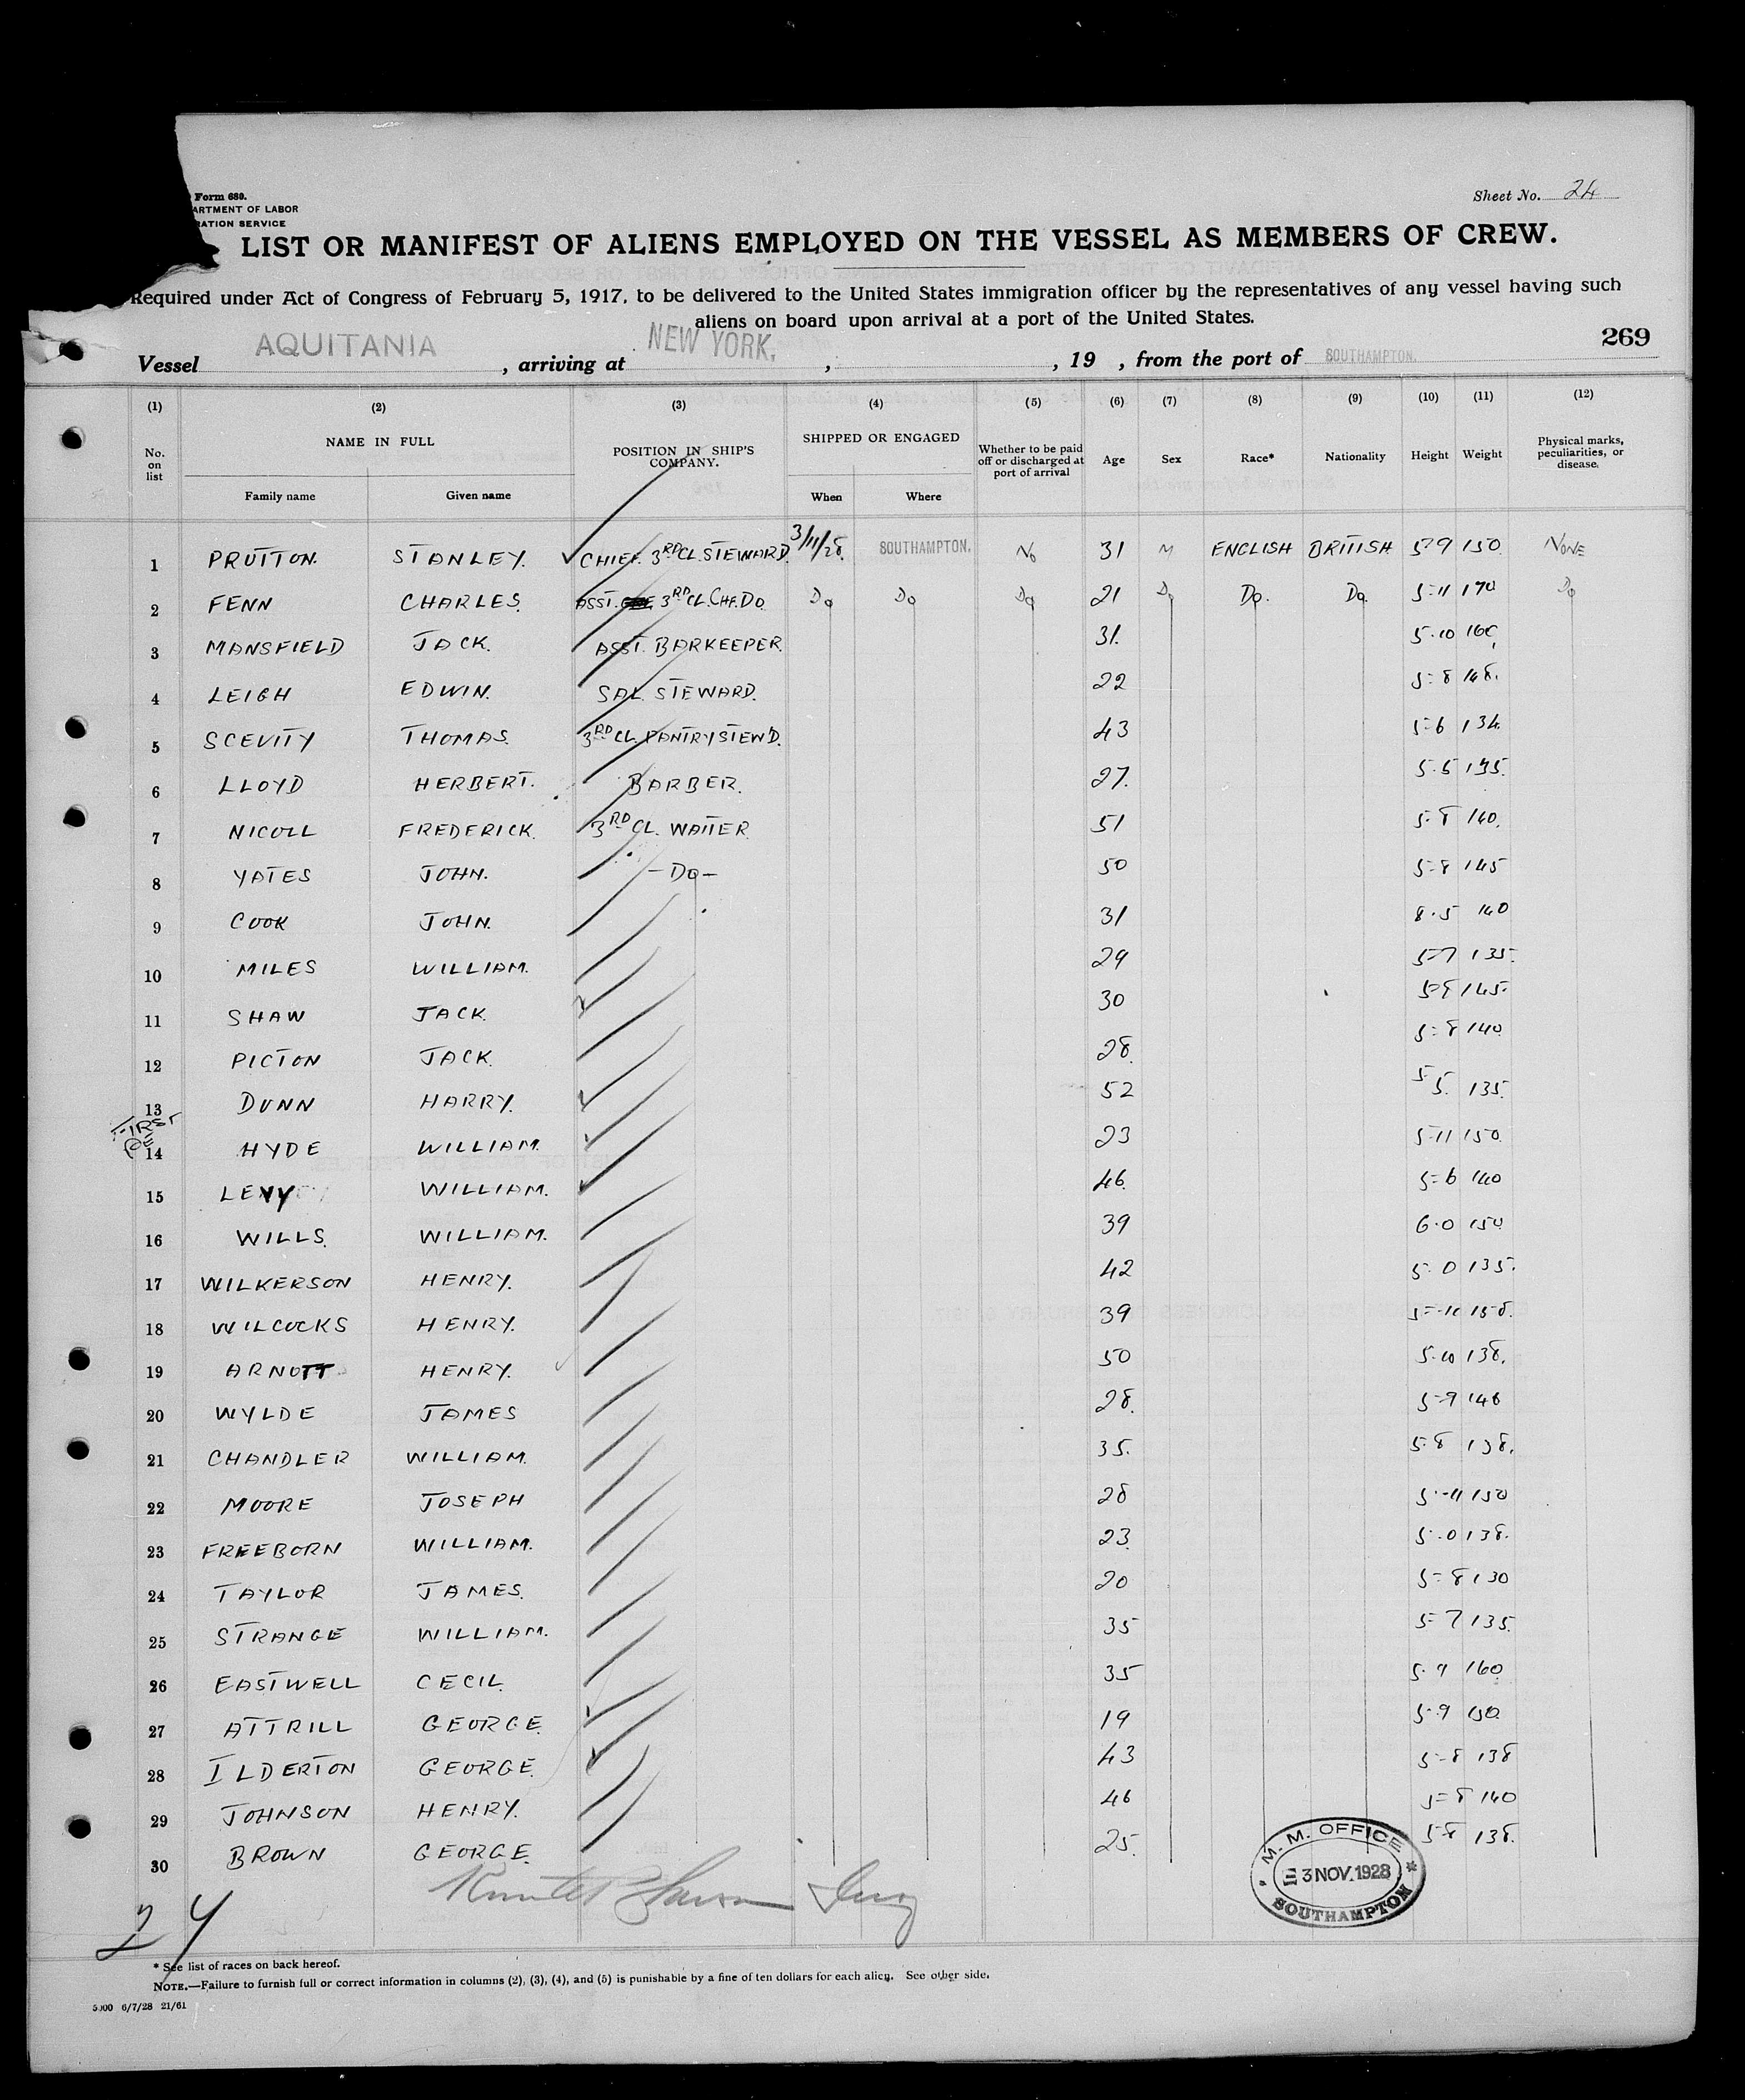 Form 689.
ARTMENT OF LABOR
RATION SERVICE
Sheet No. 24
LIST OR MANIFEST OF ALIENS EMPLOYED ON THE VESSEL AS MEMBERS OF CREW.
Required under Act of Congress of February 5, 1917, to be delivered to the United States immigration officer by the representatives of any vessel having such
aliens on board upon arrival at a port of the United States.
269
Vessel AQUITANIA, arriving at NEW YORK, , , 19 , from the port of SOUTHAMPTON.
(1) (2) (3) (4) (5) (6) (7) (8) (9) (10) (11) (12)
No. on list NAME IN FULL POSITION IN SHIP'S COMPANY. SHIPPED OR ENGAGED Whether to be paid off or discharged at port of arrival Age Sex Race* Nationality Height Weight Physical marks, peculiarities, or disease.
Family name Given name When Where
1 PRUTTON. STANLEY. CHIEF. 3RD CL. STEWARD. 3/11/28. SOUTHAMPTON. No 31 M ENGLISH BRITISH 5-9 150 NONE
2 FENN CHARLES. ASST. 3RD CL. CHF. DO. Do Do Do 21 Do Do. Do. 5-11 170 Do
3 MANSFIELD JACK. ASST. BARKEEPER. 31. 5.10 160
4 LEIGH EDWIN. SAL. STEWARD. 22 5-8 148.
5 SCEVITY THOMAS. 3RD CL. PANTRY STEWD. 43 5-6 134
6 LLOYD HERBERT. BARBER. 27. 5.5 135.
7 NICOLL FREDERICK. 3RD CL. WAITER 51 5-8 140.
8 YATES JOHN. -Do- 50 5-8 145
9 COOK JOHN. 31 8.5 140
10 MILES WILLIAM. 29 5-7 135.
11 SHAW JACK. 30 5-8 145.
12 PICTON JACK. 28. 5-8 140
13 DUNN HARRY. 52 5 5. 135.
FIRST
14 HYDE WILLIAM. 23 5-11 150.
15 LEVY WILLIAM. 46. 5-6 140
16 WILLS. WILLIAM. 39 6.0 150
17 WILKERSON HENRY. 42 5-0 135.
18 WILCOCKS HENRY. 39 5-10 158.
19 ARNOTT HENRY. 50 5.10 138.
20 WYLDE JAMES 28. 5-9 146
21 CHANDLER WILLIAM. 35. 5.8 138.
22 MOORE JOSEPH 28 5-11 150
23 FREEBORN WILLIAM. 23. 5.0 138.
24 TAYLOR JAMES. 20 5-8 130
25 STRANGE WILLIAM. 35 5-7 135.
26 EASTWELL CECIL. 35 5.9 160
27 ATTRILL GEORGE. 19 5.9 150.
28 ILDERTON GEORGE. 43 5-8 138
29 JOHNSON HENRY. 46 5-8 140
30 BROWN GEORGE. 25. 5-8 138.
M. M. OFFICE
3 NOV. 1928
SOUTHAMPTON
24
* See list of races on back hereof.
NOTE.—Failure to furnish full or correct information in columns (2), (3), (4), and (5) is punishable by a fine of ten dollars for each alien. See other side.
5000 6/7/28 21/61